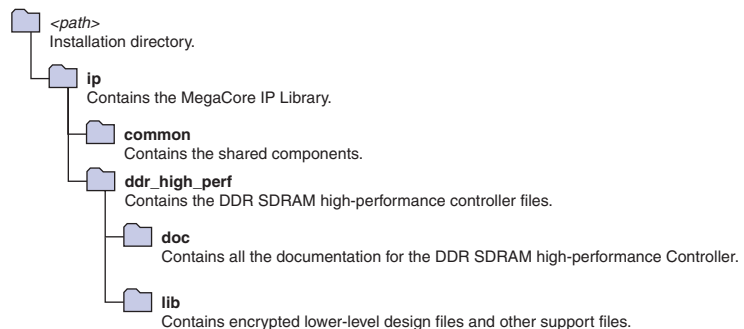 <path>
Installation directory.
ip
Contains the MegaCore IP Library.
common
Contains the shared components.
ddr_high_perf
Contains the DDR SDRAM high-performance controller files.
doc
Contains all the documentation for the DDR SDRAM high-performance Controller.
lib
Contains encrypted lower-level design files and other support files.